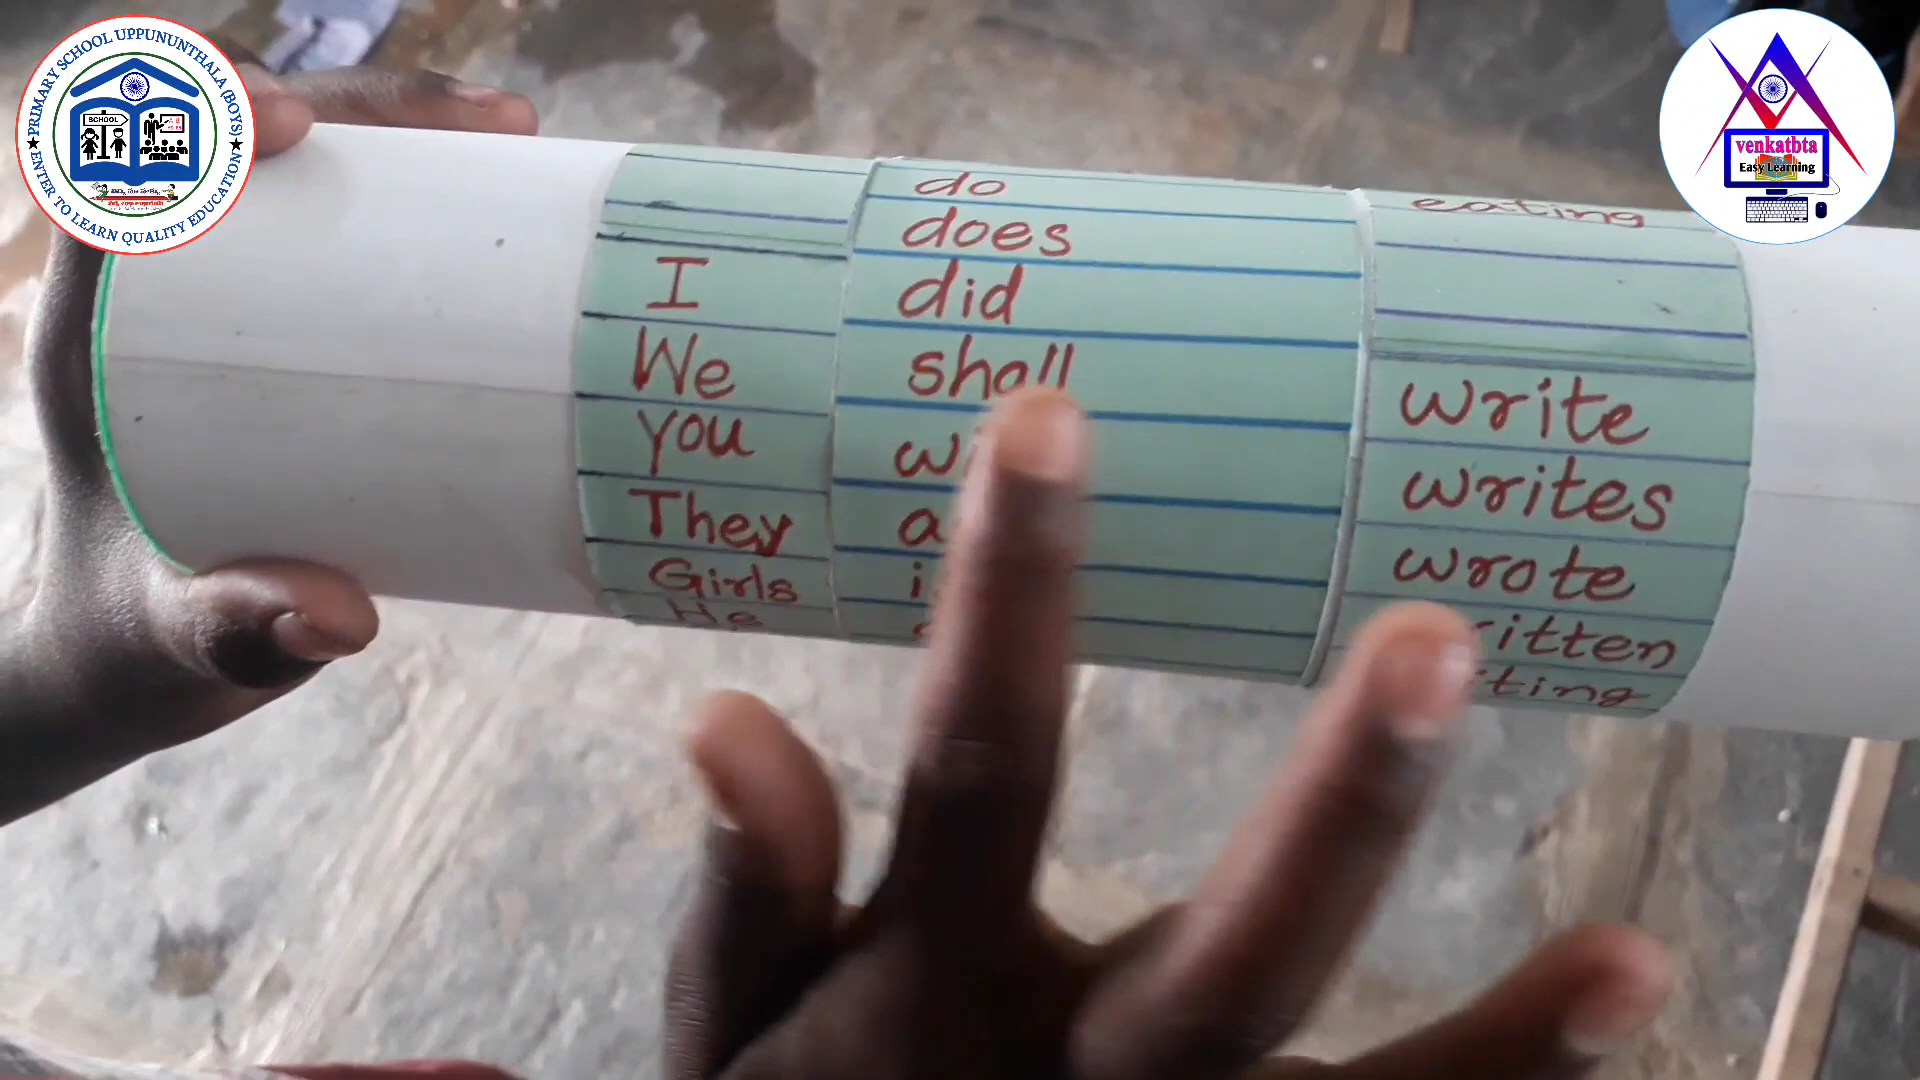 PRIMARY SCHOOL UPPUNUNTHALA (BOYS)
ENTER TO LEARN QUALITY EDUCATION
SCHOOL
venkatbta
Easy Learning
I
We
you
They
Girls
He
do
does
did
shall
eating
write
writes
wrote